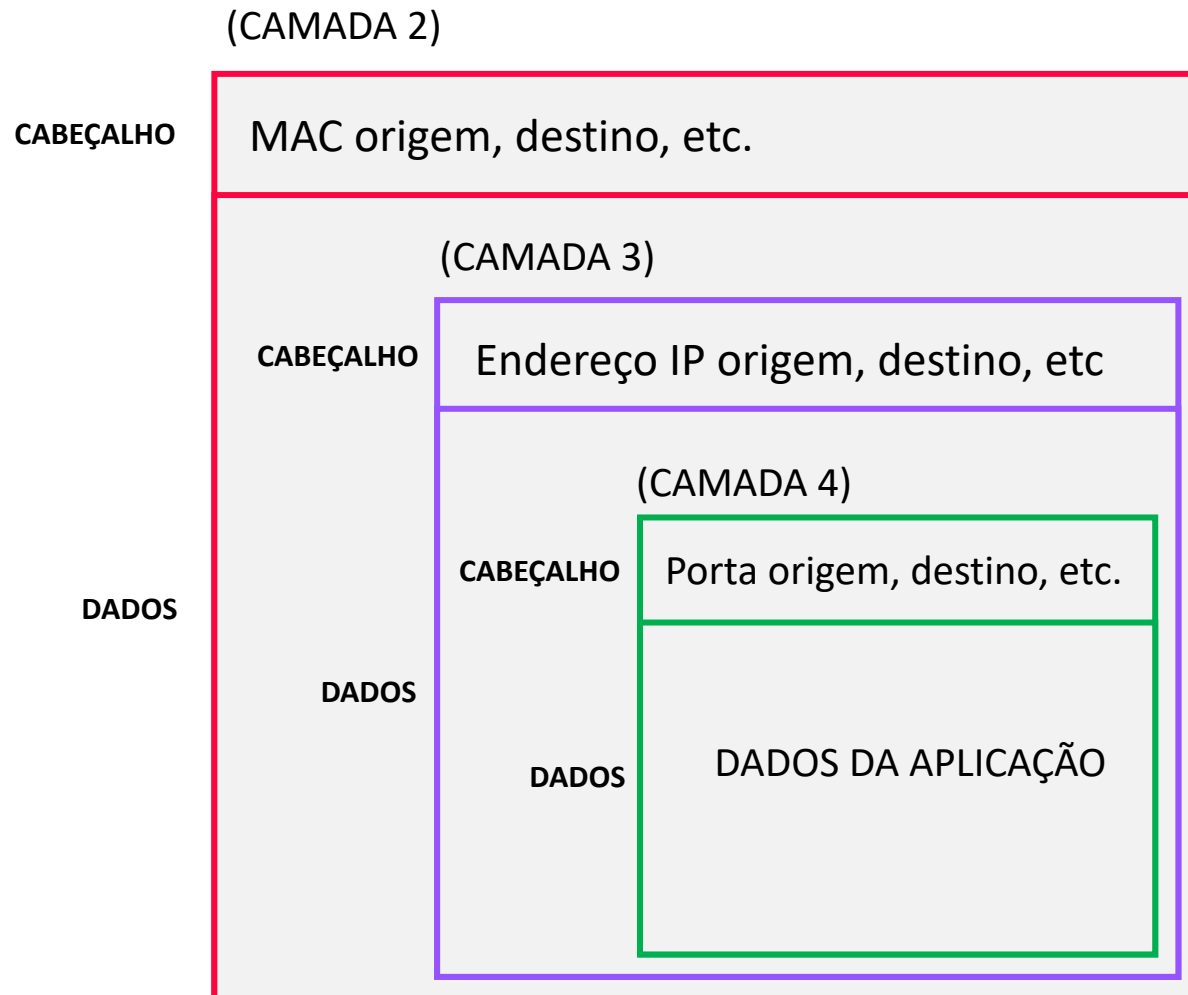 (CAMADA 2)
CABEÇALHO
MAC origem, destino, etc.
(CAMADA 3)
CABEÇALHO
Endereço IP origem, destino, etc
(CAMADA 4)
CABEÇALHO
Porta origem, destino, etc.
DADOS
DADOS
DADOS
DADOS DA APLICAÇÃO